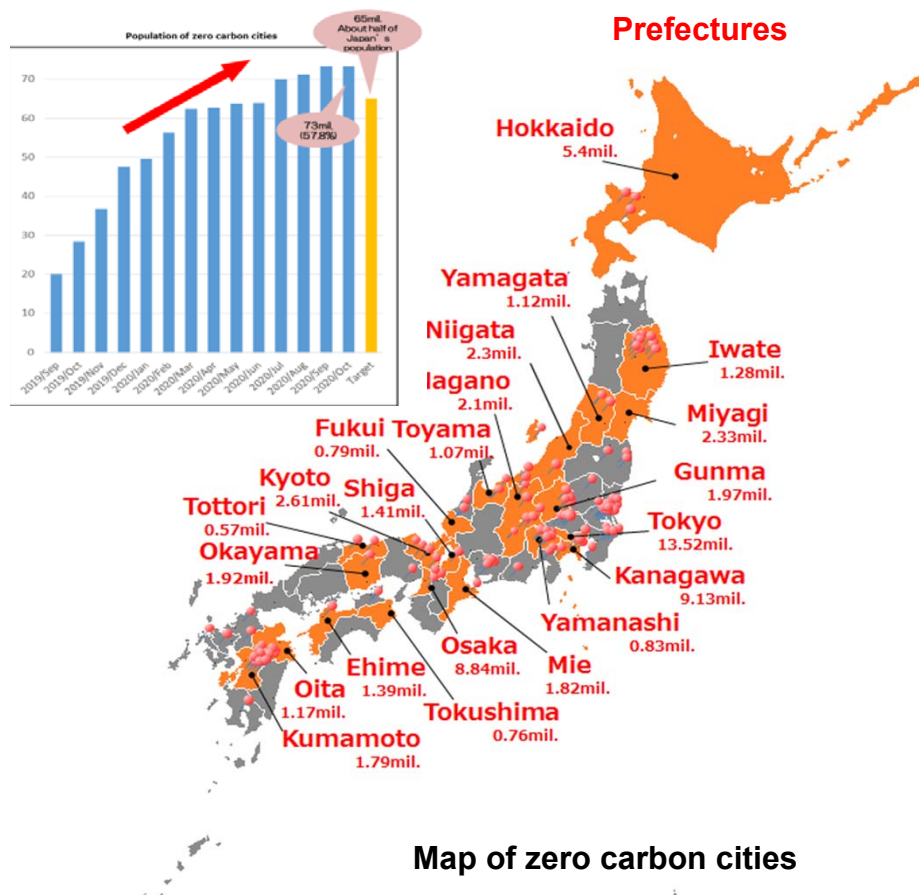 Population of zero carbon cities
65mil.
About half of
Japan's
population
73mil.
(57.8%)
70
60
50
40
30
20
10
0
2019/Sep
2019/Oct
2019/Nov
2019/Dec
2020/Jan
2020/Feb
2020/Mar
2020/Apr
2020/May
2020/Jun
2020/Jul
2020/Aug
2020/Sep
2020/Oct
Target
Prefectures
Hokkaido
5.4mil.
Yamagata
1.12mil.
Niigata
2.3mil.
Nagano
2.1mil.
Iwate
1.28mil.
Miyagi
2.33mil.
Fukui
0.79mil.
Toyama
1.07mil.
Gunma
1.97mil.
Kyoto
2.61mil.
Shiga
1.41mil.
Tottori
0.57mil
Tokyo
13.52mil.
Okayama
1.92mil.
Kanagawa
9.13mil.
Yamanashi
0.83mil.
Osaka
8.84mil.
Mie
1.82mil.
Ehime
1.39mil.
Oita
1.17mil.
Tokushima
0.76mil.
Kumamoto
1.79mil.
Map of zero carbon cities